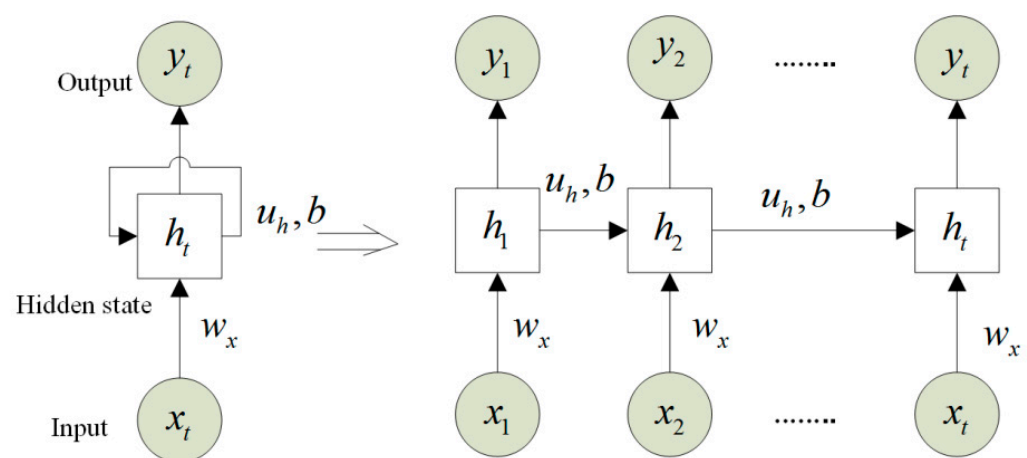 y_t y_1 y_2 ........ y_t
Output
u_h, b u_h, b u_h, b
h_t h_1 h_2 h_t
Hidden state
w_x w_x w_x w_x
x_t x_1 x_2 ........ x_t
Input